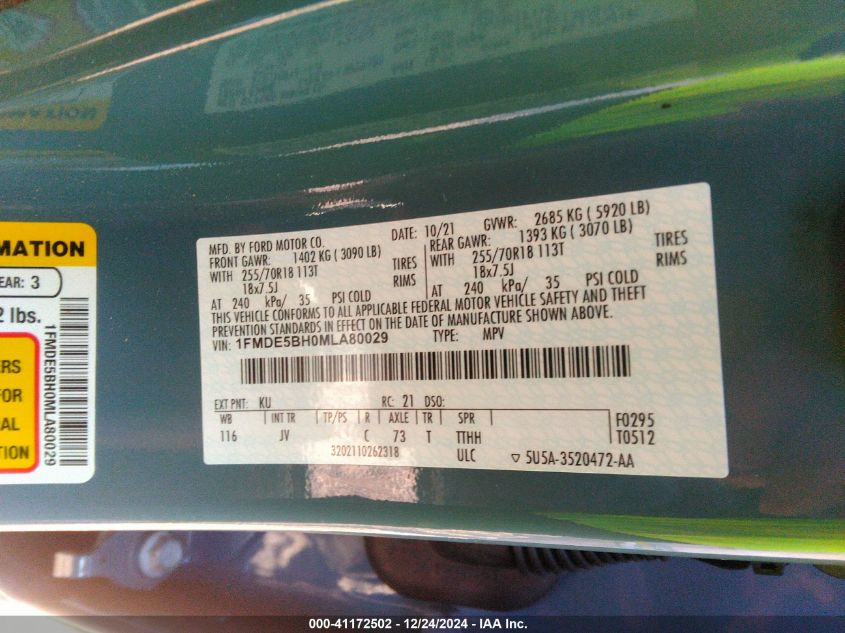 MATION
EAR: 3
2 lbs.
1FMDE5BH0MLA80029
ERS
FOR
AL
TION
MFD. BY FORD MOTOR CO.
DATE: 10/21 GVWR: 2685 KG ( 5920 LB)
FRONT GAWR: 1402 KG ( 3090 LB)
REAR GAWR: 1393 KG ( 3070 LB)
WITH 255/70R18 113T TIRES
WITH 255/70R18 113T TIRES
18x7.5J RIMS
18x7.5J RIMS
AT 240 kPa/ 35 PSI COLD
AT 240 kPa/ 35 PSI COLD
THIS VEHICLE CONFORMS TO ALL APPLICABLE FEDERAL MOTOR VEHICLE SAFETY AND THEFT
PREVENTION STANDARDS IN EFFECT ON THE DATE OF MANUFACTURE SHOWN ABOVE.
VIN: 1FMDE5BH0MLA80029 TYPE: MPV
EXT PNT: KU RC: 21 DSO:
WB INT TR TP/PS R AXLE TR SPR F0295
116 JV C 73 T TTHH T0512
3202110262318 ULC ▽ 5U5A-3520472-AA
000-41172502 - 12/24/2024 - IAA Inc.